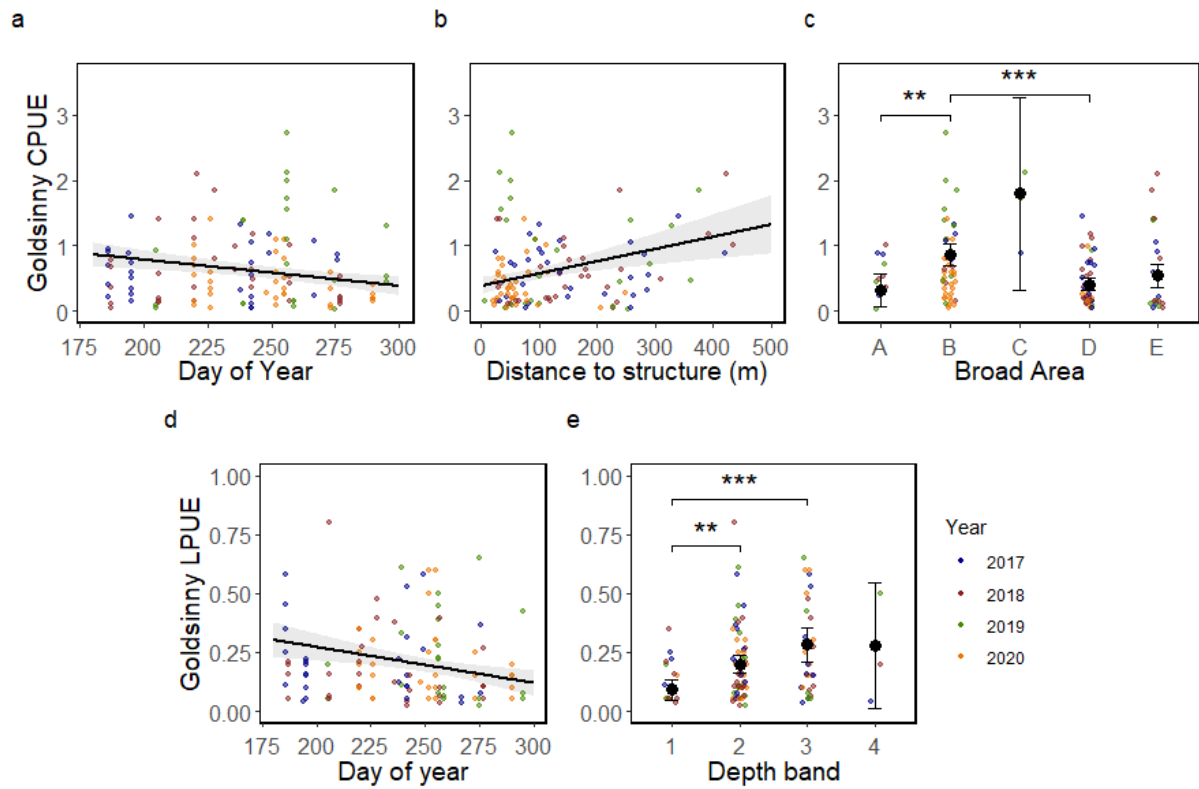 a
b
c
Goldsinny CPUE
3
2
1
0
175 200 225 250 275 300
Day of Year
3
2
1
0
0 100 200 300 400 500
Distance to structure (m)
3
2
1
0
** ***
A B C D E
Broad Area
d
e
Goldsinny LPUE
1.00
0.75
0.50
0.25
0.00
175 200 225 250 275 300
Day of year
1.00
0.75
0.50
0.25
0.00
***
**
1 2 3 4
Depth band
Year
2017
2018
2019
2020